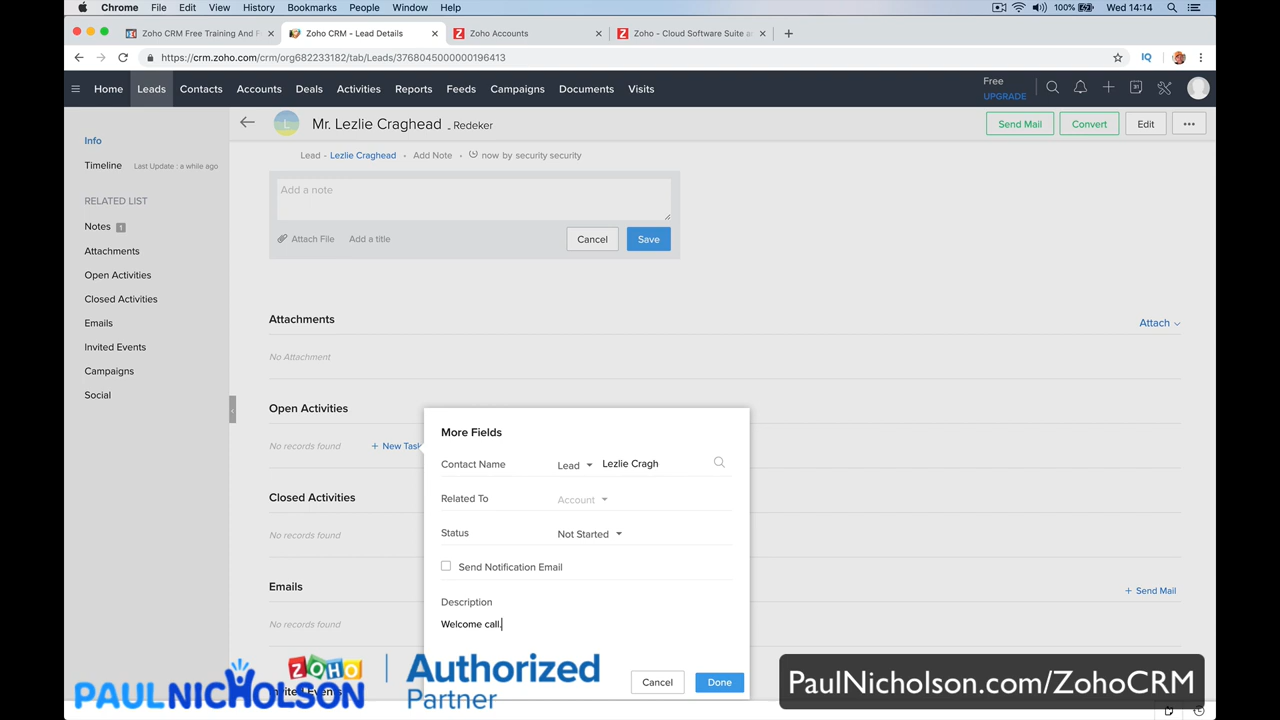 Chrome File Edit View History Bookmarks People Window Help 100% Wed 14:14
Zoho CRM Free Training And F
Zoho CRM - Lead Details
Zoho Accounts
Zoho - Cloud Software Suite a
https://crm.zoho.com/crm/org682233182/tab/Leads/3768045000000196413
IQ
Home Leads Contacts Accounts Deals Activities Reports Feeds Campaigns Documents Visits
Free
UPGRADE
L
Mr. Lezlie Craghead - Redeker
Send Mail
Convert
Edit
Info
Timeline Last Update : a while ago
RELATED LIST
Notes 1
Attachments
Open Activities
Closed Activities
Emails
Invited Events
Campaigns
Social
Lead - Lezlie Craghead • Add Note • now by security security
Add a note
Attach File Add a title
Cancel
Save
Attachments
Attach
No Attachment
Open Activities
No records found
+ New Task
Closed Activities
No records found
Emails
+ Send Mail
No records found
Invited Events
More Fields
Contact Name Lead Lezlie Cragh
Related To Account
Status Not Started
Send Notification Email
Description
Welcome call.
Cancel
Done
PAULNICHOLSON
ZOHO
Authorized
Partner
PaulNicholson.com/ZohoCRM